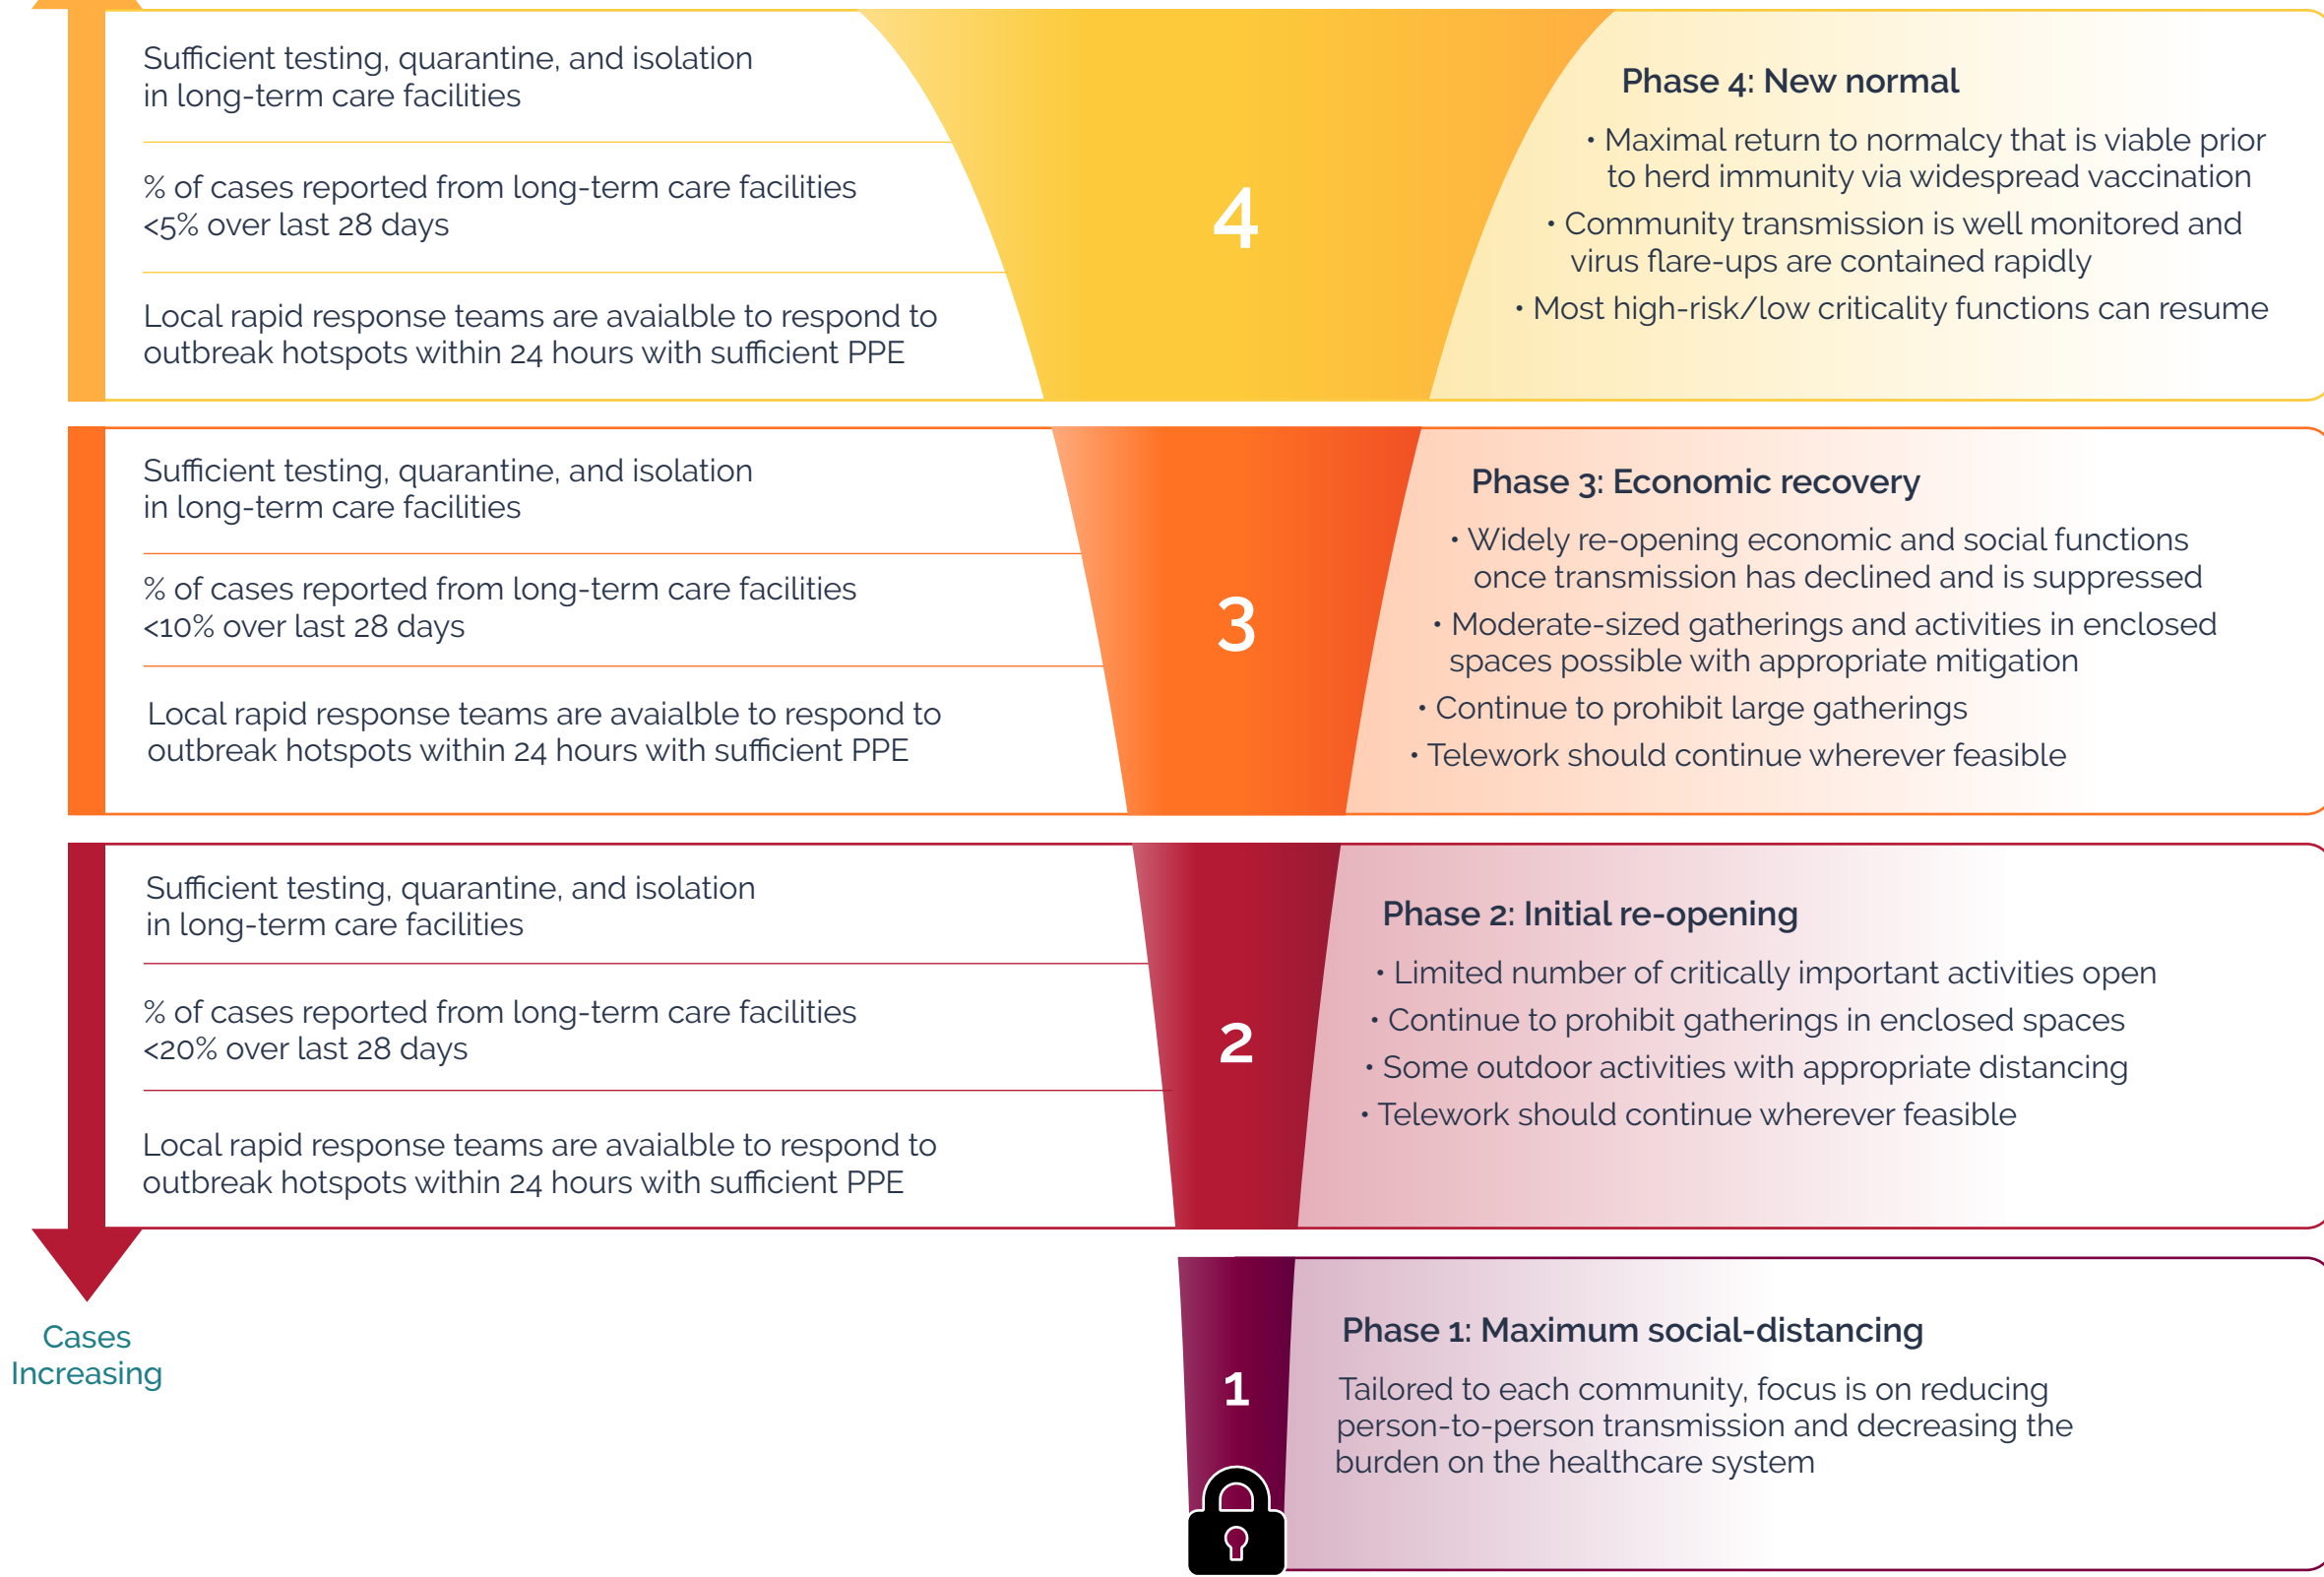 Sufficient testing, quarantine, and isolation
in long-term care facilities
% of cases reported from long-term care facilities
<5% over last 28 days
Local rapid response teams are avaialble to respond to
outbreak hotspots within 24 hours with sufficient PPE
4
Phase 4: New normal
• Maximal return to normalcy that is viable prior
to herd immunity via widespread vaccination
• Community transmission is well monitored and
virus flare-ups are contained rapidly
• Most high-risk/low criticality functions can resume
Sufficient testing, quarantine, and isolation
in long-term care facilities
% of cases reported from long-term care facilities
<10% over last 28 days
Local rapid response teams are avaialble to respond to
outbreak hotspots within 24 hours with sufficient PPE
3
Phase 3: Economic recovery
• Widely re-opening economic and social functions
once transmission has declined and is suppressed
• Moderate-sized gatherings and activities in enclosed
spaces possible with appropriate mitigation
• Continue to prohibit large gatherings
• Telework should continue wherever feasible
Sufficient testing, quarantine, and isolation
in long-term care facilities
% of cases reported from long-term care facilities
<20% over last 28 days
Local rapid response teams are avaialble to respond to
outbreak hotspots within 24 hours with sufficient PPE
2
Phase 2: Initial re-opening
• Limited number of critically important activities open
• Continue to prohibit gatherings in enclosed spaces
• Some outdoor activities with appropriate distancing
• Telework should continue wherever feasible
Cases
Increasing
1
Phase 1: Maximum social-distancing
Tailored to each community, focus is on reducing
person-to-person transmission and decreasing the
burden on the healthcare system